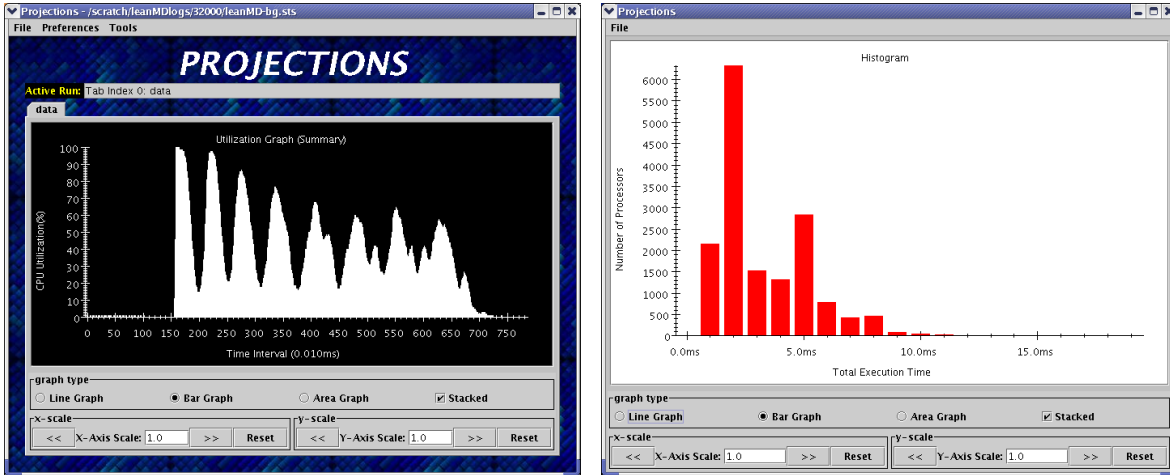 Projections - /scratch/leanMDlogs/32000/leanMD-bg.sts
File Preferences Tools
PROJECTIONS
Active Run: Tab Index 0: data
data
Utilization Graph (Summary)
100
90
80
70
60
50
40
30
20
10
0
CPU Utilization(%)
0 50 100 150 200 250 300 350 400 450 500 550 600 650 700 750
Time Interval (0.010ms)
graph type
Line Graph Bar Graph Area Graph Stacked
x-scale y-scale
<< X-Axis Scale: 1.0 >> Reset << Y-Axis Scale: 1.0 >> Reset
Projections
File
Histogram
6000
5500
5000
4500
4000
3500
3000
2500
2000
1500
1000
500
0
Number of Processors
0.0ms 5.0ms 10.0ms 15.0ms
Total Execution Time
graph type
Line Graph Bar Graph Area Graph Stacked
x-scale y-scale
<< X-Axis Scale: 1.0 >> Reset << Y-Axis Scale: 1.0 >> Reset